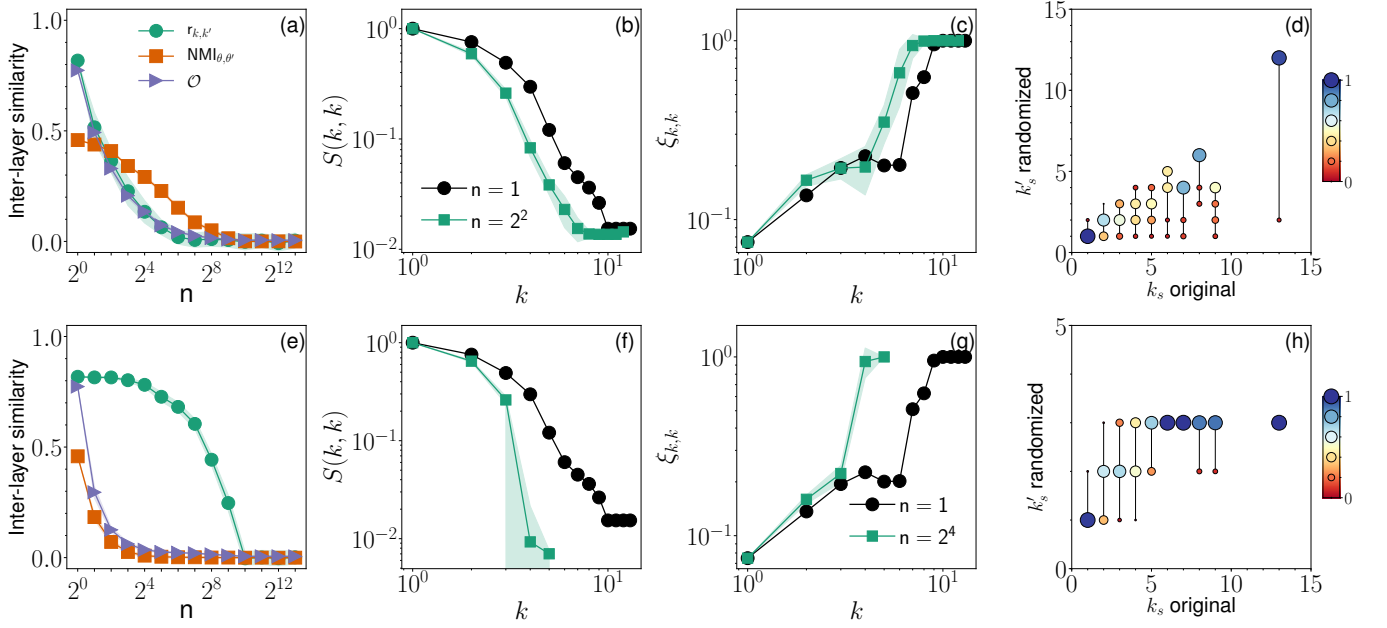 (a)
1.0
0.5
0.0
Inter-layer similarity
r_{k,k'}
NMI_{θ,θ'}
𝒪
2^0 2^4 2^8 2^12
n
(b)
10^0
10^{-1}
10^{-2}
S(k, k)
n = 1
n = 2^2
10^0 10^1
k
(c)
10^0
10^{-1}
ξ_{k,k}
10^0 10^1
k
(d)
15
10
5
0
k'_s randomized
0 5 10 15
k_s original
1
0
(e)
1.0
0.5
0.0
Inter-layer similarity
2^0 2^4 2^8 2^12
n
(f)
10^0
10^{-1}
10^{-2}
S(k, k)
10^0 10^1
k
(g)
10^0
10^{-1}
ξ_{k,k}
n = 1
n = 2^4
10^0 10^1
k
(h)
5
0
k'_s randomized
0 5 10 15
k_s original
1
0